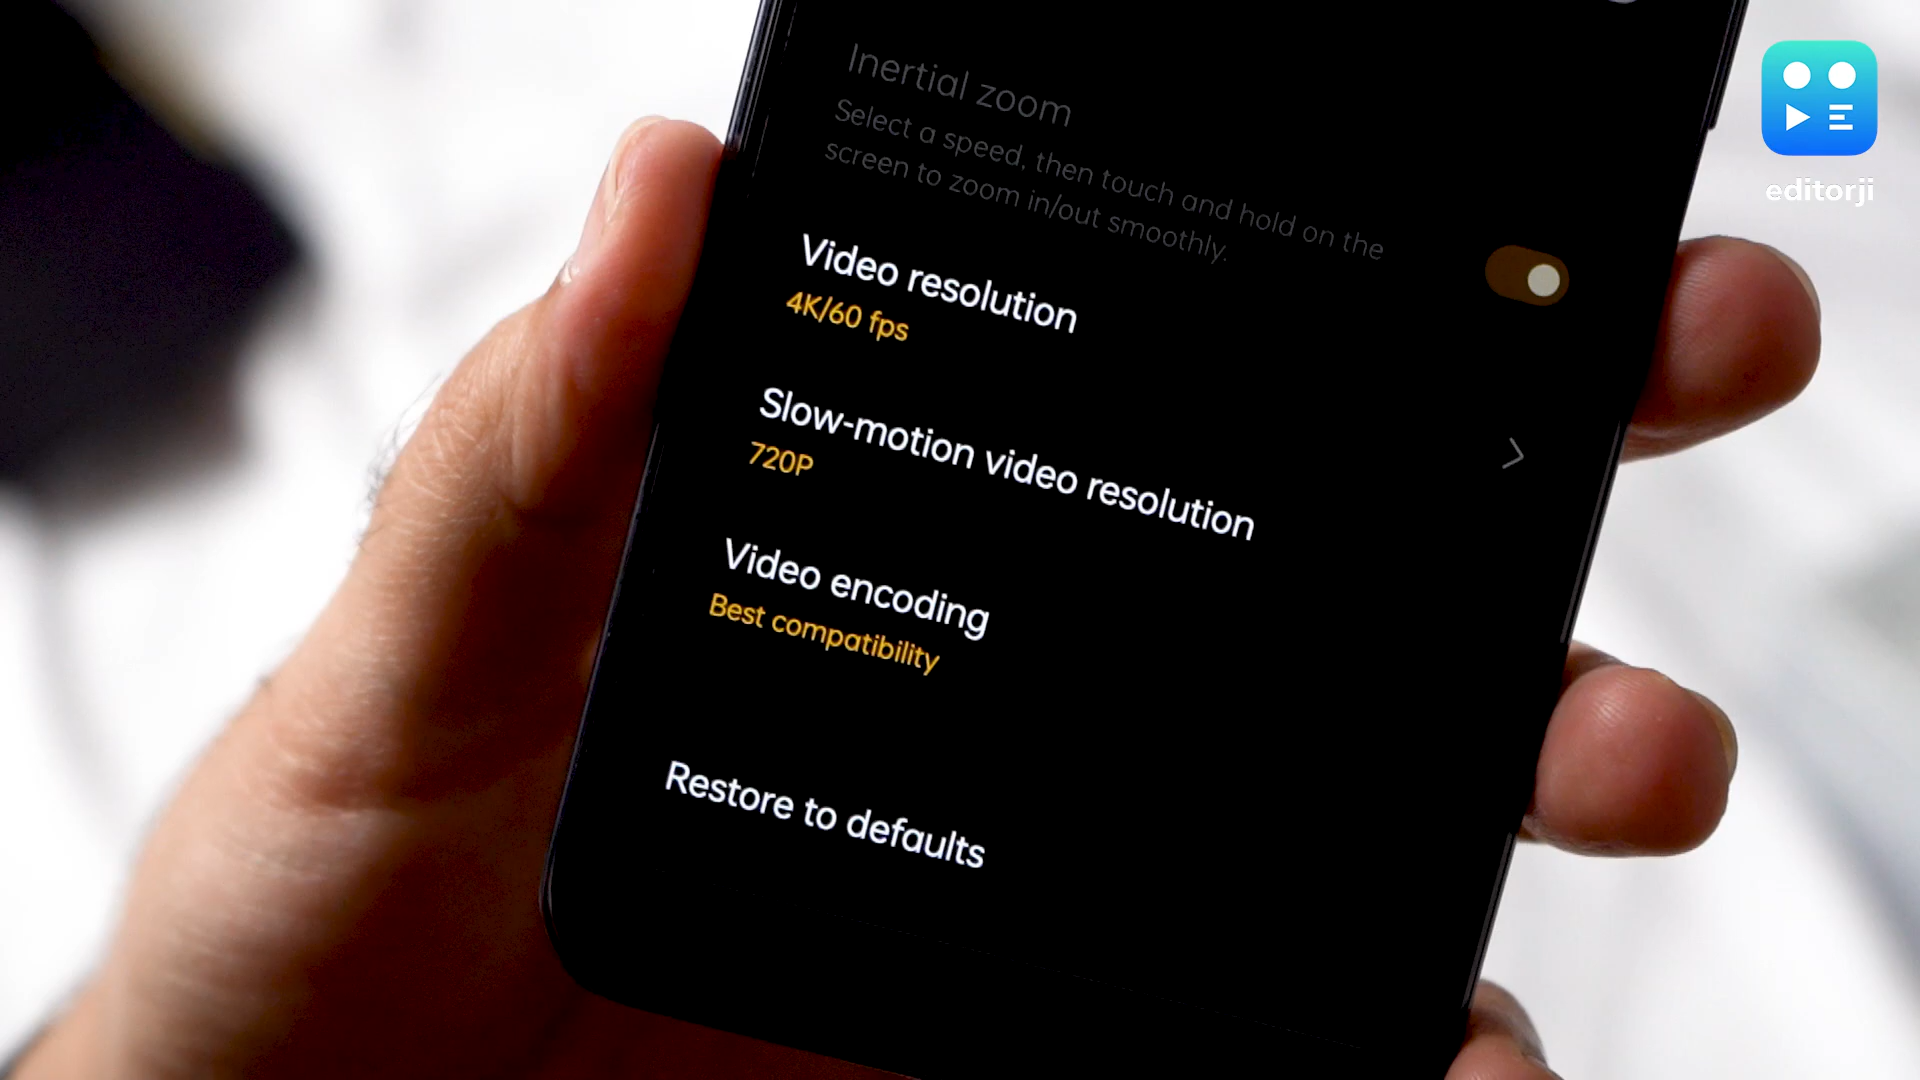 Inertial zoom
Select a speed, then touch and hold on the
screen to zoom in/out smoothly.
Video resolution
4K/60 fps
Slow-motion video resolution
720P
Video encoding
Best compatibility
Restore to defaults
editorji